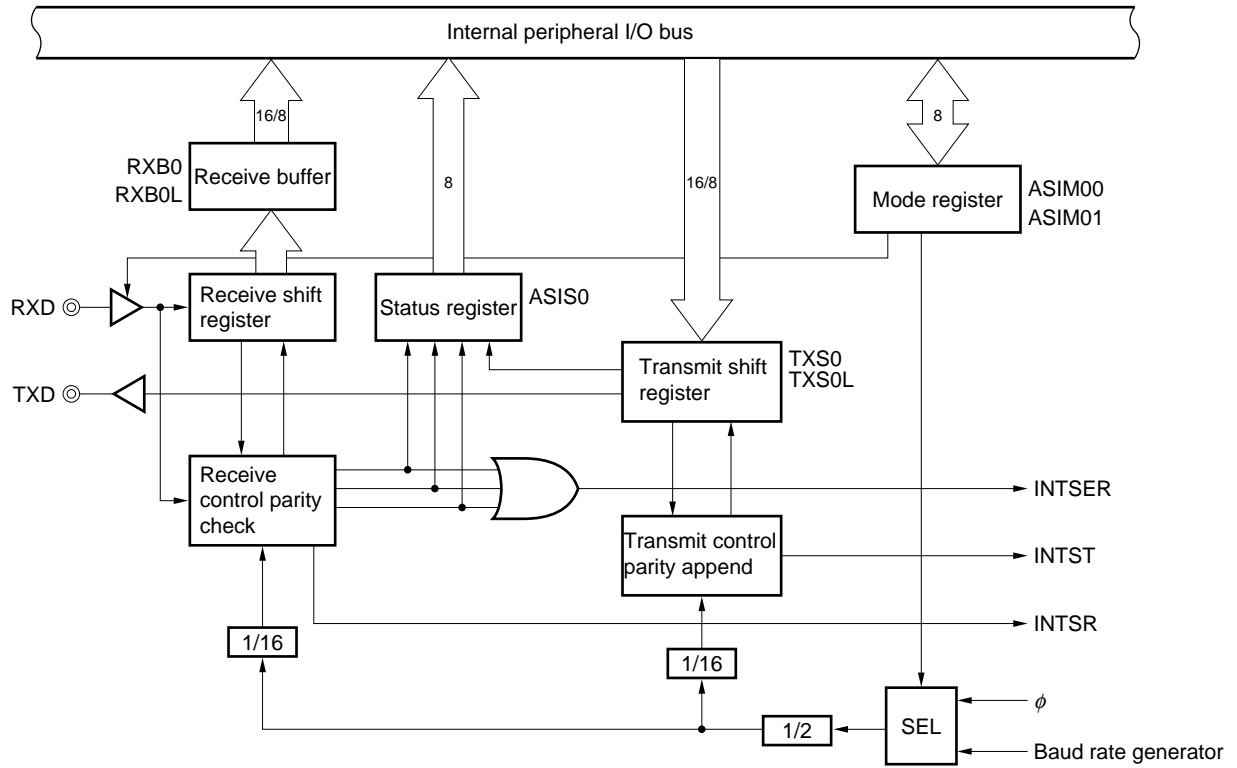 Internal peripheral I/O bus
16/8
8
16/8
8
RXB0
RXB0L
Receive buffer
Mode register
ASIM00
ASIM01
RXD
Receive shift
register
Status register
ASIS0
TXD
Transmit shift
register
TXS0
TXS0L
Receive
control parity
check
INTSER
Transmit control
parity append
INTST
INTSR
1/16
1/16
1/2
SEL
ϕ
Baud rate generator